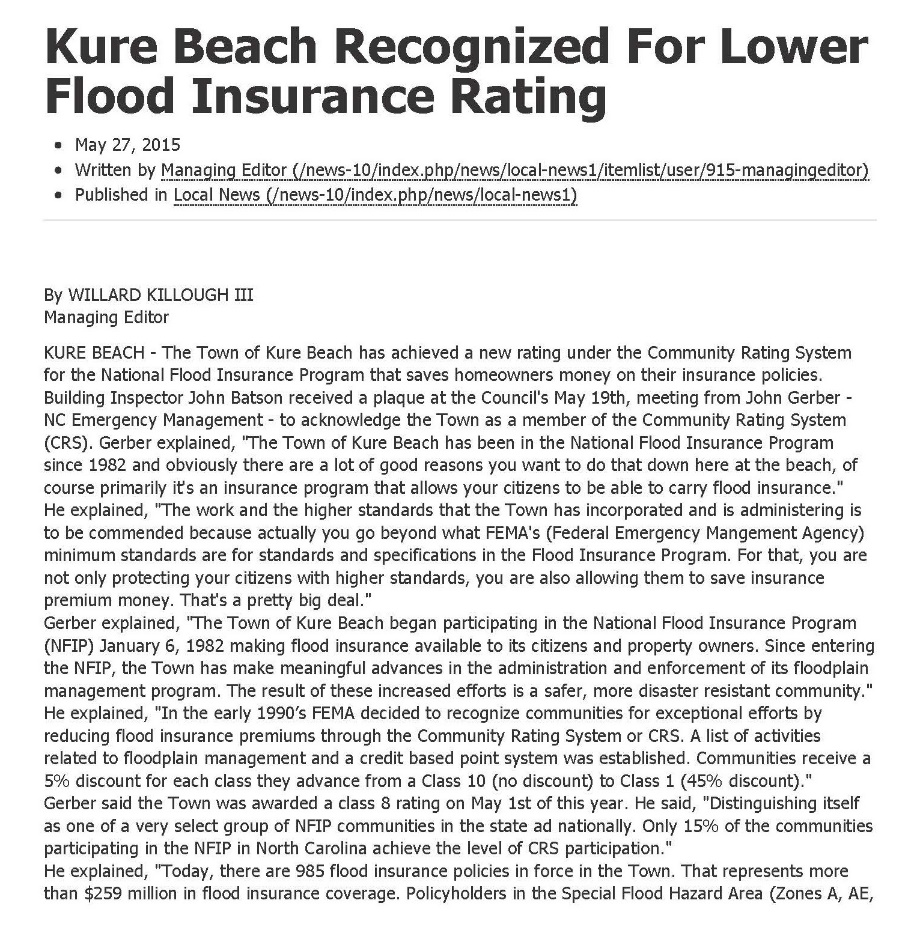 Kure Beach Recognized For Lower
Flood Insurance Rating
• May 27, 2015
• Written by Managing Editor (/news-10/index.php/news/local-news1/itemlist/user/915-managingeditor)
• Published in Local News (/news-10/index.php/news/local-news1)
By WILLARD KILLOUGH III
Managing Editor
KURE BEACH - The Town of Kure Beach has achieved a new rating under the Community Rating System
for the National Flood Insurance Program that saves homeowners money on their insurance policies.
Building Inspector John Batson received a plaque at the Council's May 19th, meeting from John Gerber -
NC Emergency Management - to acknowledge the Town as a member of the Community Rating System
(CRS). Gerber explained, "The Town of Kure Beach has been in the National Flood Insurance Program
since 1982 and obviously there are a lot of good reasons you want to do that down here at the beach, of
course primarily it's an insurance program that allows your citizens to be able to carry flood insurance."
He explained, "The work and the higher standards that the Town has incorporated and is administering is
to be commended because actually you go beyond what FEMA's (Federal Emergency Mangement Agency)
minimum standards are for standards and specifications in the Flood Insurance Program. For that, you are
not only protecting your citizens with higher standards, you are also allowing them to save insurance
premium money. That's a pretty big deal."
Gerber explained, "The Town of Kure Beach began participating in the National Flood Insurance Program
(NFIP) January 6, 1982 making flood insurance available to its citizens and property owners. Since entering
the NFIP, the Town has make meaningful advances in the administration and enforcement of its floodplain
management program. The result of these increased efforts is a safer, more disaster resistant community."
He explained, "In the early 1990's FEMA decided to recognize communities for exceptional efforts by
reducing flood insurance premiums through the Community Rating System or CRS. A list of activities
related to floodplain management and a credit based point system was established. Communities receive a
5% discount for each class they advance from a Class 10 (no discount) to Class 1 (45% discount)."
Gerber said the Town was awarded a class 8 rating on May 1st of this year. He said, "Distinguishing itself
as one of a very select group of NFIP communities in the state ad nationally. Only 15% of the communities
participating in the NFIP in North Carolina achieve the level of CRS participation."
He explained, "Today, there are 985 flood insurance policies in force in the Town. That represents more
than $259 million in flood insurance coverage. Policyholders in the Special Flood Hazard Area (Zones A, AE,